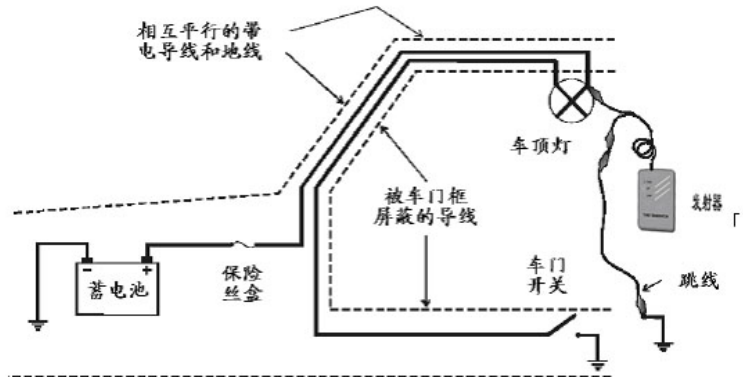 相互平行的带
电导线和地线
车顶灯
被车门框
屏蔽的导线
发射器
保险
丝盒
车门
开关
跳线
- +
蓄电池